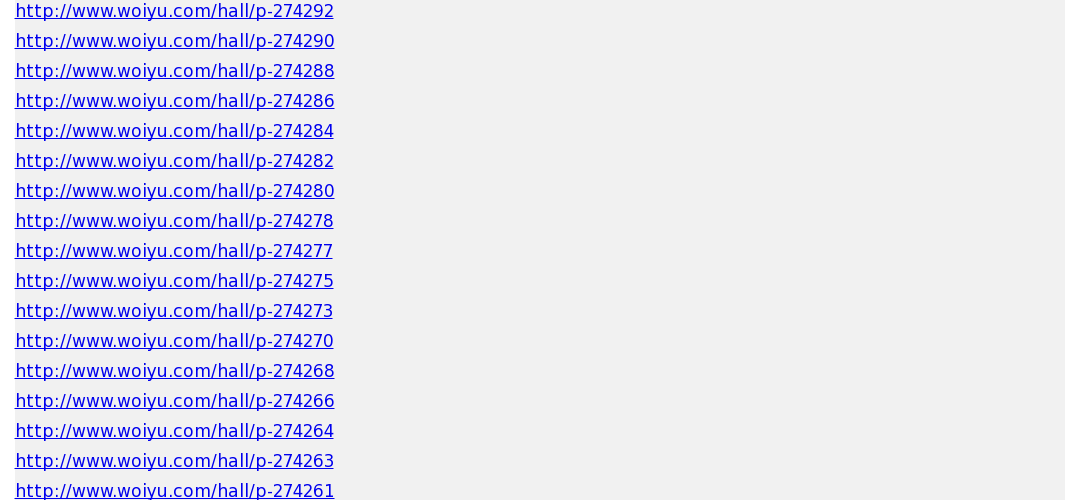 http://www.woiyu.com/hall/p-274292
http://www.woiyu.com/hall/p-274290
http://www.woiyu.com/hall/p-274288
http://www.woiyu.com/hall/p-274286
http://www.woiyu.com/hall/p-274284
http://www.woiyu.com/hall/p-274282
http://www.woiyu.com/hall/p-274280
http://www.woiyu.com/hall/p-274278
http://www.woiyu.com/hall/p-274277
http://www.woiyu.com/hall/p-274275
http://www.woiyu.com/hall/p-274273
http://www.woiyu.com/hall/p-274270
http://www.woiyu.com/hall/p-274268
http://www.woiyu.com/hall/p-274266
http://www.woiyu.com/hall/p-274264
http://www.woiyu.com/hall/p-274263
http://www.woiyu.com/hall/p-274261